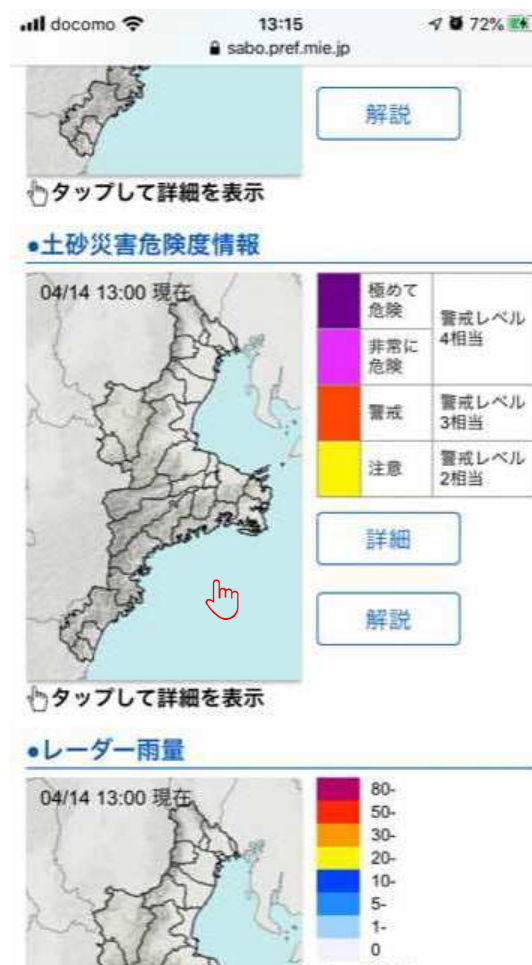 docomo 13:15 72%
sabo.pref.mie.jp
解説
タップして詳細を表示
•土砂災害危険度情報
04/14 13:00 現在
極めて
危険
警戒レベル
4相当
非常に
危険
警戒
警戒レベル
3相当
注意
警戒レベル
2相当
詳細
解説
タップして詳細を表示
•レーダー雨量
04/14 13:00 現在
80-
50-
30-
20-
10-
5-
1-
0